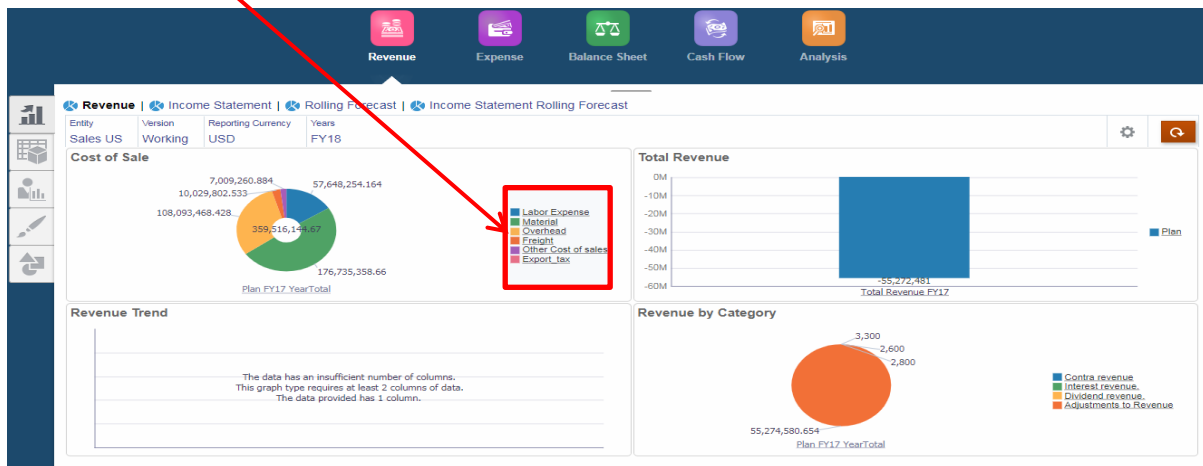 Revenue
Expense
Balance Sheet
Cash Flow
Analysis
Revenue | Income Statement | Rolling Forecast | Income Statement Rolling Forecast
Entity Version Reporting Currency Years
Sales US Working USD FY18
Cost of Sale
7,009,260.884
10,029,802.533
108,093,468.428
57,648,254.164
359,516,144.67
176,735,358.66
Plan FY17 YearTotal
Labor Expense
Material
Overhead
Freight
Other Cost of sales
Export_tax
Total Revenue
0M
-10M
-20M
-30M
-40M
-50M
-60M
-55,272,481
Total Revenue FY17
Plan
Revenue Trend
The data has an insufficient number of columns.
This graph type requires at least 2 columns of data.
The data provided has 1 column.
Revenue by Category
3,300
2,600
2,800
55,274,580.654
Plan FY17 YearTotal
Contra revenue
Interest revenue.
Dividend revenue.
Adjustments to Revenue